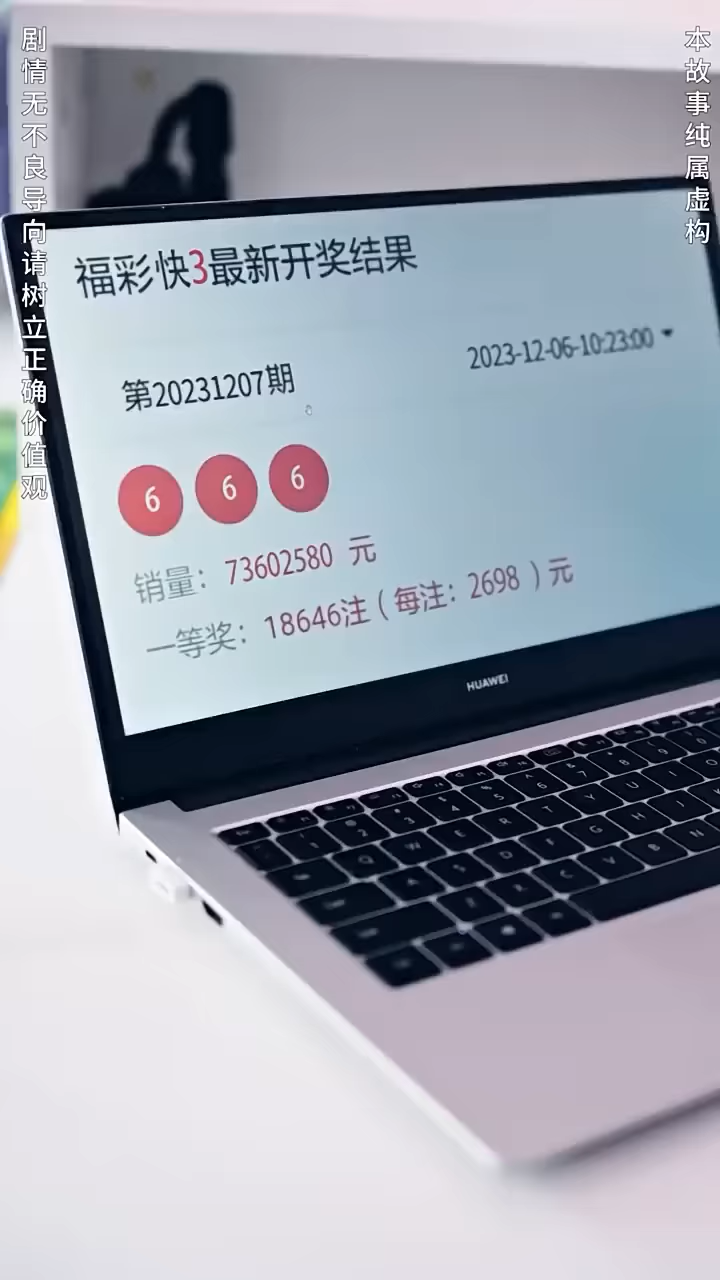 剧情无不良导向请树立正确价值观
本故事纯属虚构
福彩快3最新开奖结果
第20231207期
2023-12-06-10:23:00
6 6 6
销量：73602580 元
一等奖：18646注（每注：2698 ）元
HUAWEI